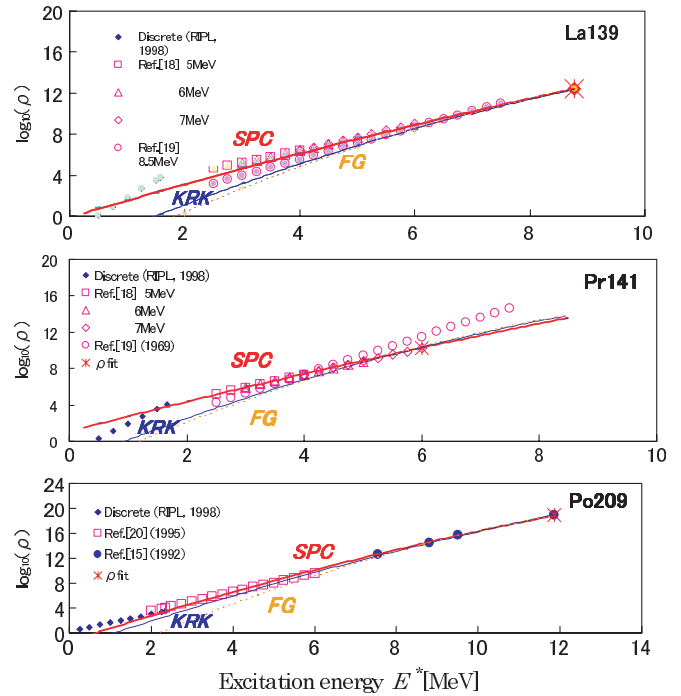 20
16
12
8
4
0
log10(ρ)
Discrete (RIPL,
1998)
Ref.[18] 5MeV
6MeV
7MeV
Ref.[19]
8.5MeV
SPC
FG
KRK
La139
0 2 4 6 8 10
20
16
12
8
4
0
log10(ρ)
Discrete (RIPL, 1998)
Ref.[18] 5MeV
6MeV
7MeV
Ref.[19] (1969)
ρ fit
SPC
FG
KRK
Pr141
0 2 4 6 8 10
24
20
16
12
8
4
0
log10(ρ)
Discrete (RIPL, 1998)
Ref.[20] (1995)
Ref.[15] (1992)
ρ fit
SPC
FG
KRK
Po209
0 2 4 6 8 10 12 14
Excitation energy E*[MeV]